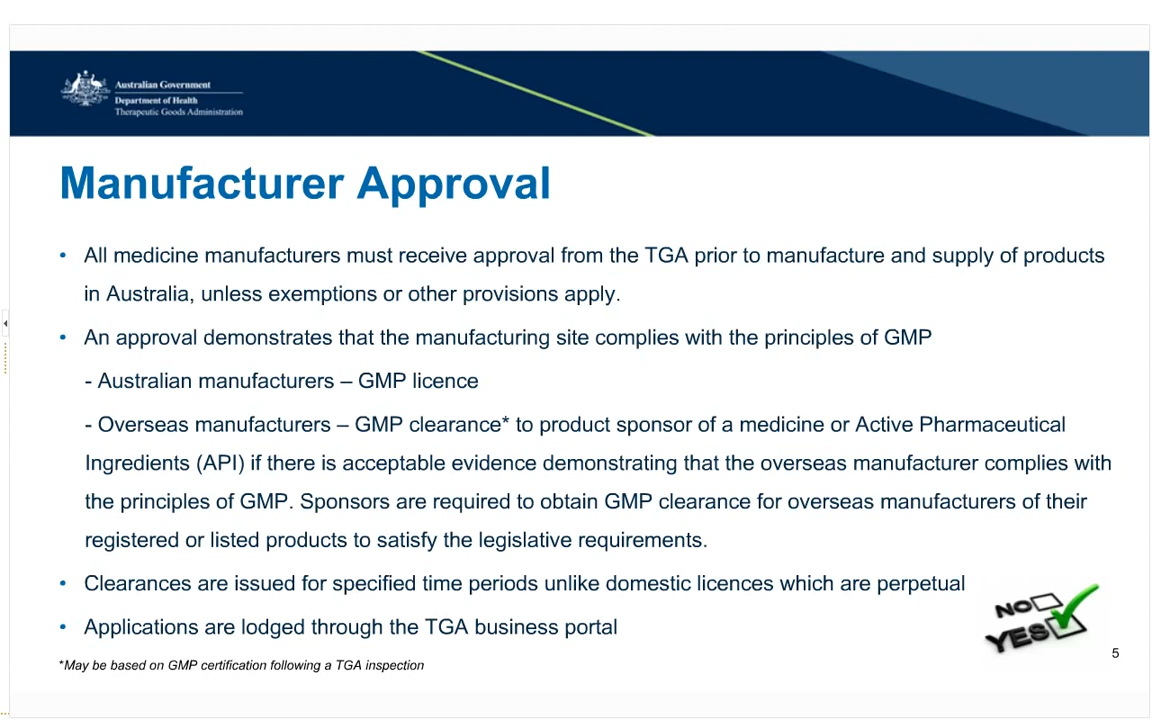 Australian Government
Department of Health
Therapeutic Goods Administration
Manufacturer Approval
• All medicine manufacturers must receive approval from the TGA prior to manufacture and supply of products
in Australia, unless exemptions or other provisions apply.
• An approval demonstrates that the manufacturing site complies with the principles of GMP
- Australian manufacturers – GMP licence
- Overseas manufacturers – GMP clearance* to product sponsor of a medicine or Active Pharmaceutical
Ingredients (API) if there is acceptable evidence demonstrating that the overseas manufacturer complies with
the principles of GMP. Sponsors are required to obtain GMP clearance for overseas manufacturers of their
registered or listed products to satisfy the legislative requirements.
• Clearances are issued for specified time periods unlike domestic licences which are perpetual
• Applications are lodged through the TGA business portal
NO
YES
*May be based on GMP certification following a TGA inspection
5